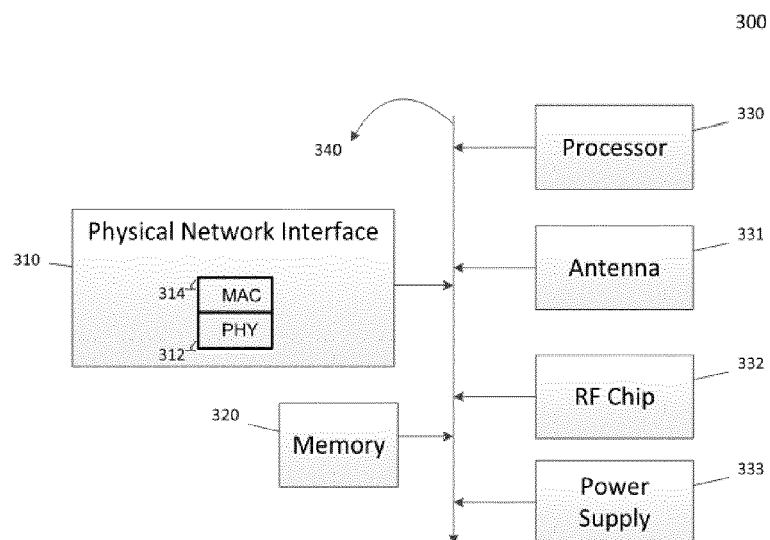 300
330
Processor
340
Physical Network Interface
331
310
Antenna
314
MAC
PHY
312
332
RF Chip
320
Memory
333
Power
Supply